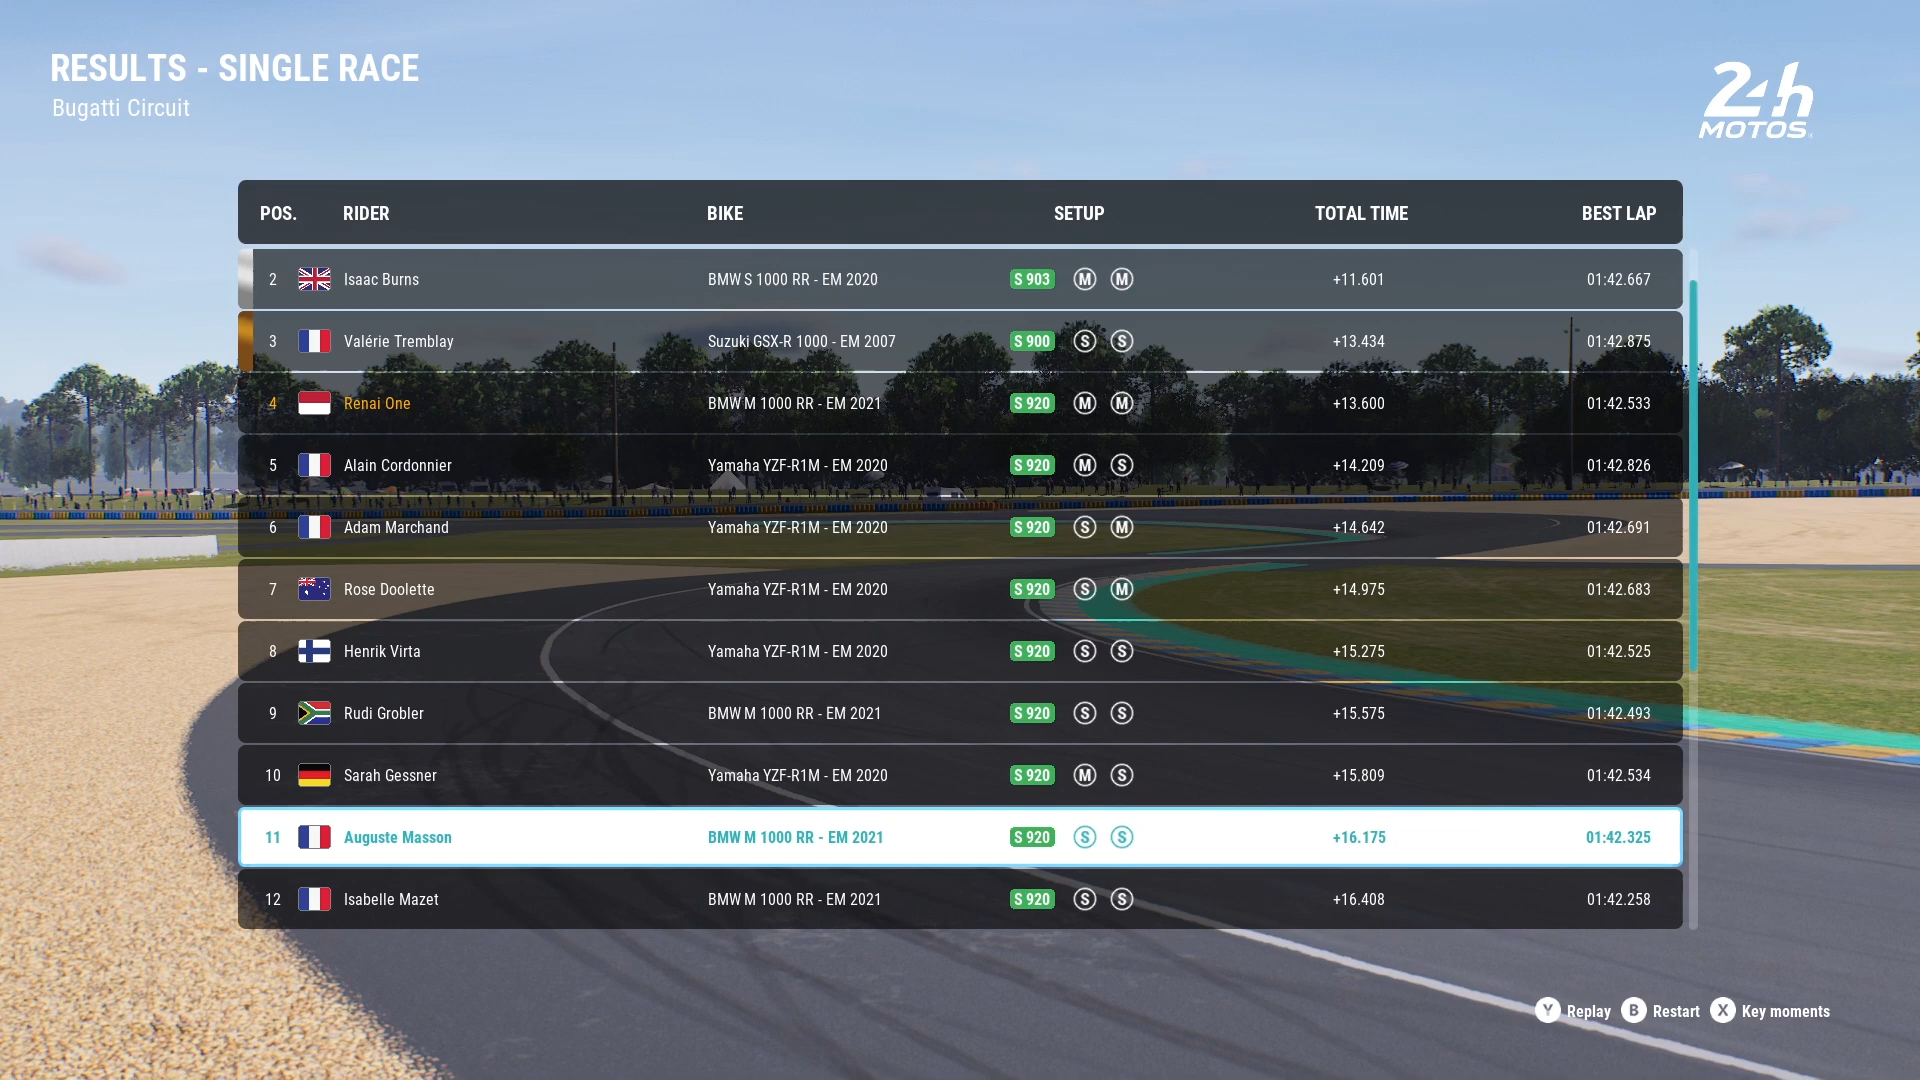 RESULTS - SINGLE RACE
Bugatti Circuit
24h
MOTOS
POS. RIDER BIKE SETUP TOTAL TIME BEST LAP
2 Isaac Burns BMW S 1000 RR - EM 2020 S 903 M M +11.601 01:42.667
3 Valérie Tremblay Suzuki GSX-R 1000 - EM 2007 S 900 S S +13.434 01:42.875
4 Renai One BMW M 1000 RR - EM 2021 S 920 M M +13.600 01:42.533
5 Alain Cordonnier Yamaha YZF-R1M - EM 2020 S 920 M S +14.209 01:42.826
6 Adam Marchand Yamaha YZF-R1M - EM 2020 S 920 S M +14.642 01:42.691
7 Rose Doolette Yamaha YZF-R1M - EM 2020 S 920 S M +14.975 01:42.683
8 Henrik Virta Yamaha YZF-R1M - EM 2020 S 920 S S +15.275 01:42.525
9 Rudi Grobler BMW M 1000 RR - EM 2021 S 920 S S +15.575 01:42.493
10 Sarah Gessner Yamaha YZF-R1M - EM 2020 S 920 M S +15.809 01:42.534
11 Auguste Masson BMW M 1000 RR - EM 2021 S 920 S S +16.175 01:42.325
12 Isabelle Mazet BMW M 1000 RR - EM 2021 S 920 S S +16.408 01:42.258
Y Replay B Restart X Key moments